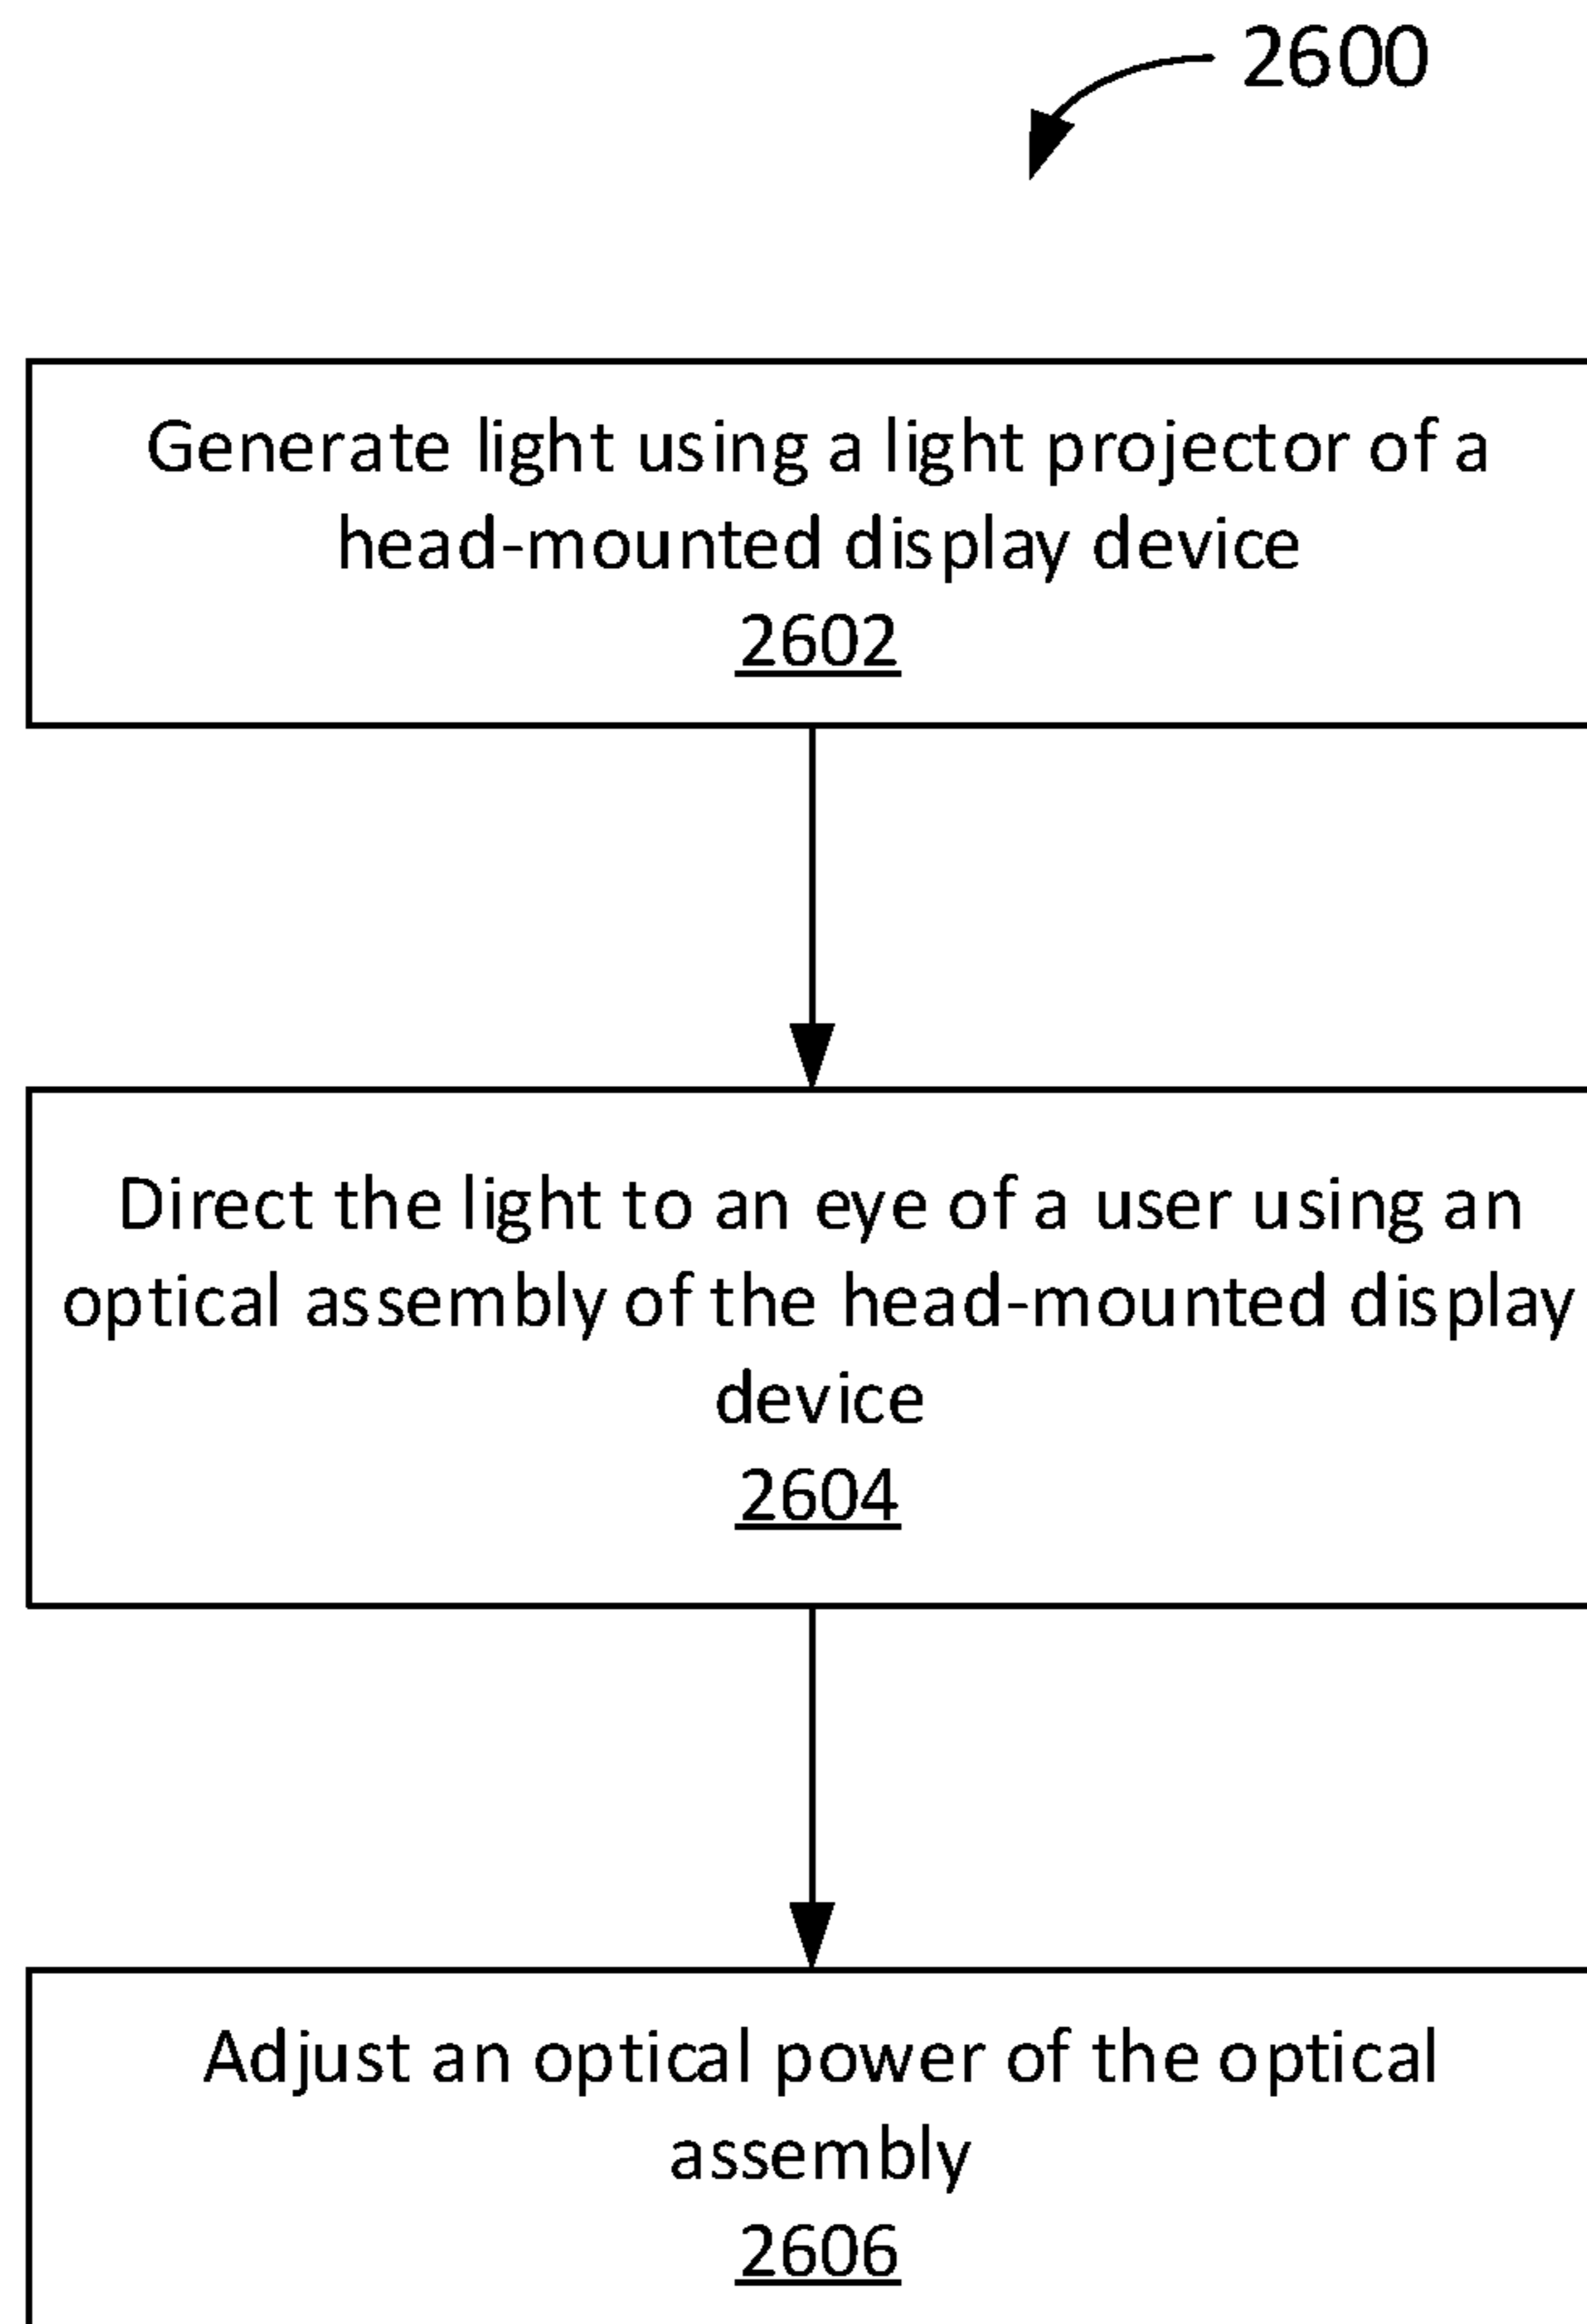 2600
Generate light using a light projector of a
head-mounted display device
2602
Direct the light to an eye of a user using an
optical assembly of the head-mounted display
device
2604
Adjust an optical power of the optical
assembly
2606